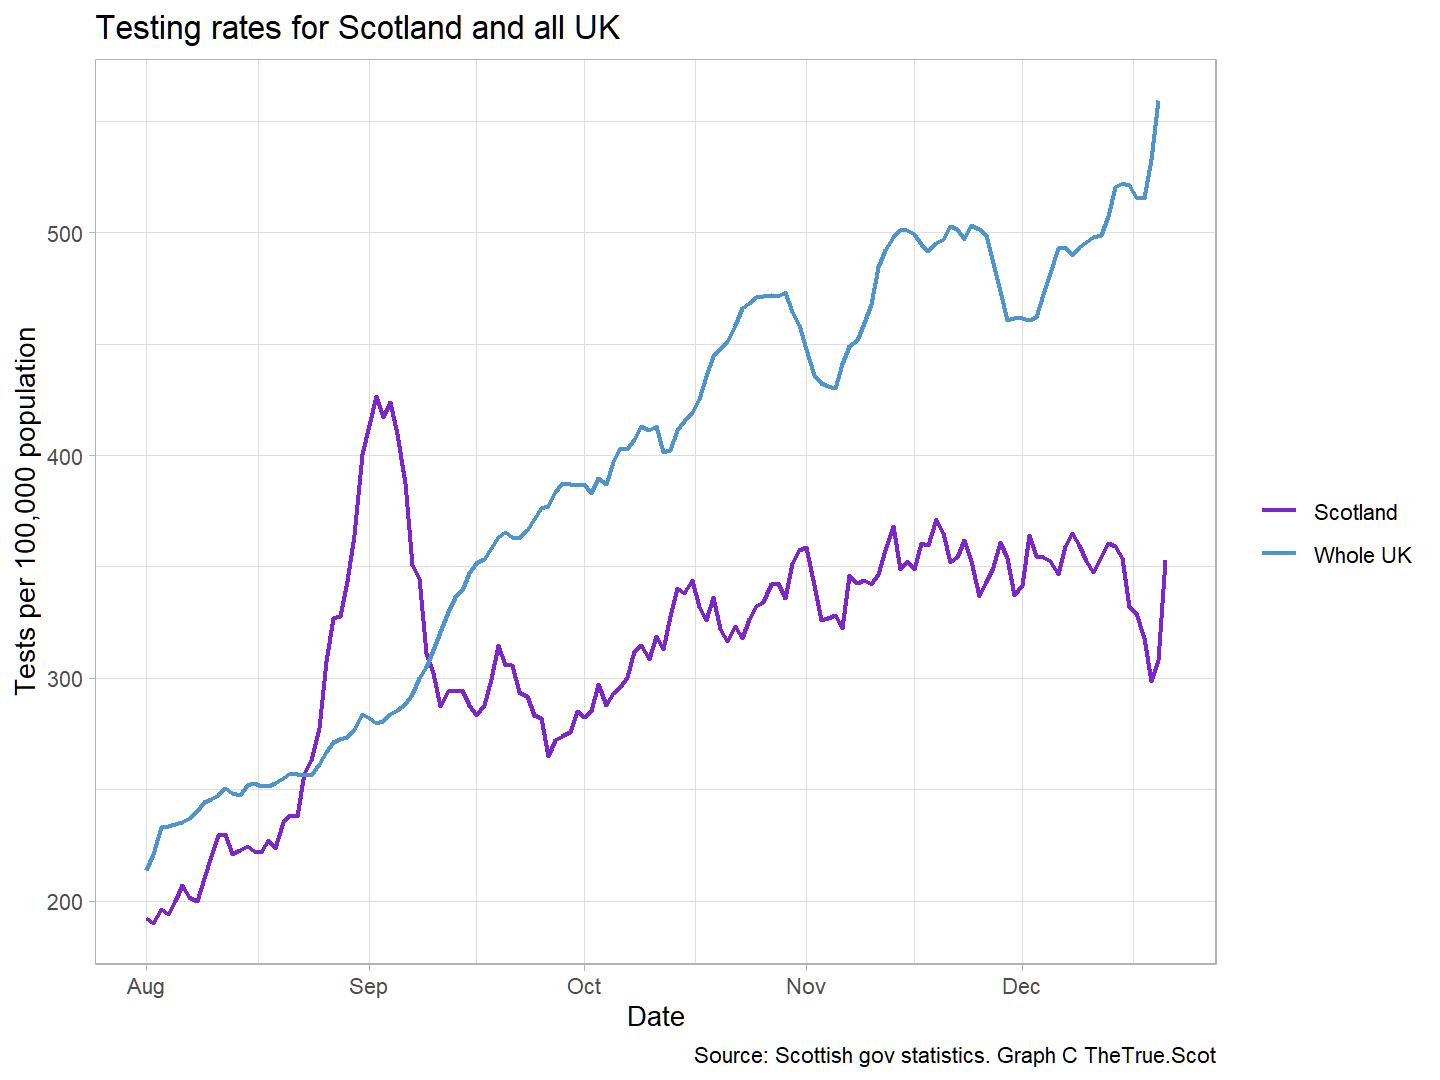 Testing rates for Scotland and all UK
Tests per 100,000 population
500
400
300
200
Aug Sep Oct Nov Dec
Date
Scotland
Whole UK
Source: Scottish gov statistics. Graph C TheTrue.Scot